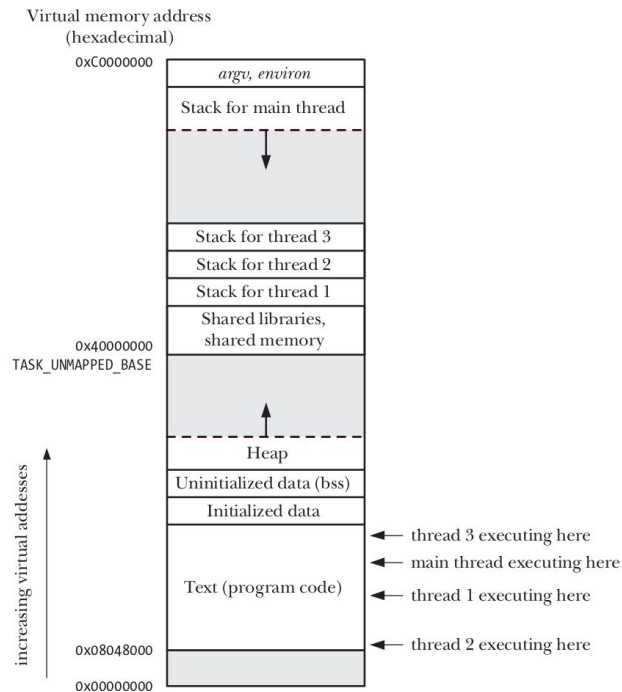 Virtual memory address
(hexadecimal)
0xC0000000
argv, environ
Stack for main thread
Stack for thread 3
Stack for thread 2
Stack for thread 1
Shared libraries,
shared memory
0x40000000
TASK_UNMAPPED_BASE
Heap
Uninitialized data (bss)
Initialized data
thread 3 executing here
main thread executing here
Text (program code)
thread 1 executing here
thread 2 executing here
0x08048000
0x00000000
increasing virtual addesses